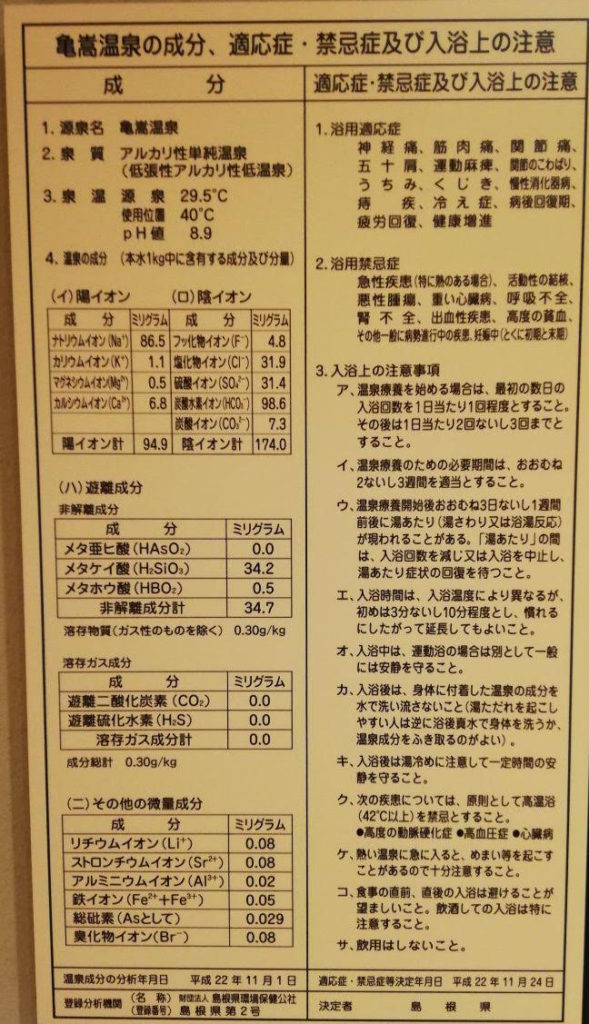 亀嵩温泉の成分、適応症・禁忌症及び入浴上の注意
成 分
1. 源泉名 亀嵩温泉
2. 泉 質 アルカリ性単純温泉
(低張性アルカリ性低温泉)
3. 泉 温 源 泉 29.5°C
使用位置 40°C
pH値 8.9
4. 温泉の成分 (本水1kg中に含有する成分及び分量)
(イ)陽イオン (ロ)陰イオン
成 分 ミリグラム 成 分 ミリグラム
ナトリウムイオン(Na⁺) 86.5 フッ化物イオン(F⁻) 4.8
カリウムイオン(K⁺) 1.1 塩化物イオン(Cl⁻) 31.9
マグネシウムイオン(Mg²⁺) 0.5 硫酸イオン(SO₄²⁻) 31.4
カルシウムイオン(Ca²⁺) 6.8 炭酸水素イオン(HCO₃⁻) 98.6
炭酸イオン(CO₃²⁻) 7.3
陽イオン計 94.9 陰イオン計 174.0
(ハ)遊離成分
非解離成分
成 分 ミリグラム
メタ亜ヒ酸(HAsO₂) 0.0
メタケイ酸(H₂SiO₃) 34.2
メタホウ酸(HBO₂) 0.5
非解離成分計 34.7
溶存物質(ガス性のものを除く) 0.30g/kg
溶存ガス成分
成 分 ミリグラム
遊離二酸化炭素(CO₂) 0.0
遊離硫化水素(H₂S) 0.0
溶存ガス成分計 0.0
成分総計 0.30g/kg
(二)その他の微量成分
成 分 ミリグラム
リチウムイオン(Li⁺) 0.08
ストロンチウムイオン(Sr²⁺) 0.08
アルミニウムイオン(Al³⁺) 0.02
鉄イオン(Fe²⁺+Fe³⁺) 0.05
総砒素(Asとして) 0.029
臭化物イオン(Br⁻) 0.08
温泉成分の分析年月日 平成22年11月1日
登録分析機関 (名 称) 財団法人 島根県環境保健公社
(登録番号) 島根県第2号
適応症・禁忌症及び入浴上の注意
1. 浴用適応症
神経痛、筋肉痛、関節痛、
五十肩、運動麻痺、関節のこわばり、
うちみ、くじき、慢性消化器病、
痔 疾、冷え症、病後回復期、
疲労回復、健康増進
2. 浴用禁忌症
急性疾患(特に熱のある場合)、活動性の結核、
悪性腫瘍、重い心臓病、呼吸不全、
腎不全、出血性疾患、高度の貧血、
その他一般に病勢進行中の疾患、妊娠中(とくに初期と末期)
3. 入浴上の注意事項
ア、温泉療養を始める場合は、最初の数日の
入浴回数を1日当たり1回程度とすること。
その後は1日当たり2回ないし3回までと
すること。
イ、温泉療養のための必要期間は、おおむね
2ないし3週間を適当とすること。
ウ、温泉療養開始後おおむね3日ないし1週間
前後に湯あたり(湯さわり又は浴湯反応)
が現われることがある。「湯あたり」の間
は、入浴回数を減じ又は入浴を中止し、
湯あたり症状の回復を待つこと。
エ、入浴時間は、入浴温度により異なるが、
初めは3分ないし10分程度とし、慣れる
にしたがって延長してもよいこと。
オ、入浴中は、運動浴の場合は別として一般
には安静を守ること。
カ、入浴後は、身体に付着した温泉の成分を
水で洗い流さないこと(湯ただれを起こし
やすい人は逆に浴後真水で身体を洗うか、
温泉成分をふき取るのがよい)。
キ、入浴後は湯冷めに注意して一定時間の安
静を守ること。
ク、次の疾患については、原則として高温浴
(42°C以上)を禁忌とすること。
●高度の動脈硬化症 ●高血圧症 ●心臓病
ケ、熱い温泉に急に入ると、めまい等を起こす
ことがあるので十分注意すること。
コ、食事の直前、直後の入浴は避けることが
望ましいこと。飲酒しての入浴は特に
注意すること。
サ、飲用はしないこと。
適応症・禁忌症等決定年月日 平成22年11月24日
決定者 島 根 県